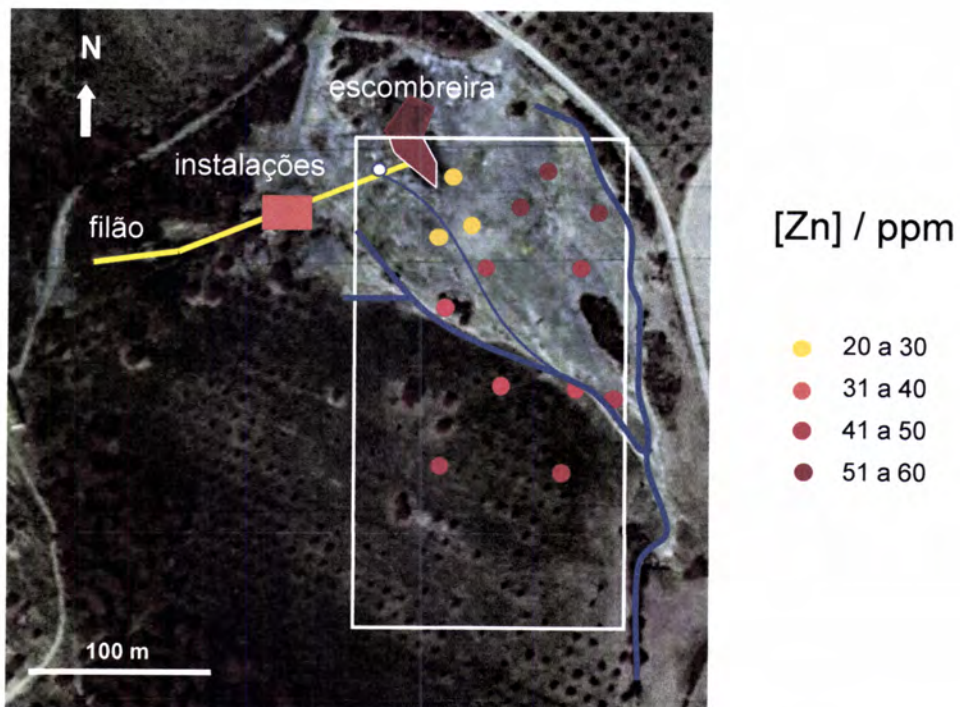 N
escombreira
instalações
filão
100 m
[Zn] / ppm
20 a 30
31 a 40
41 a 50
51 a 60